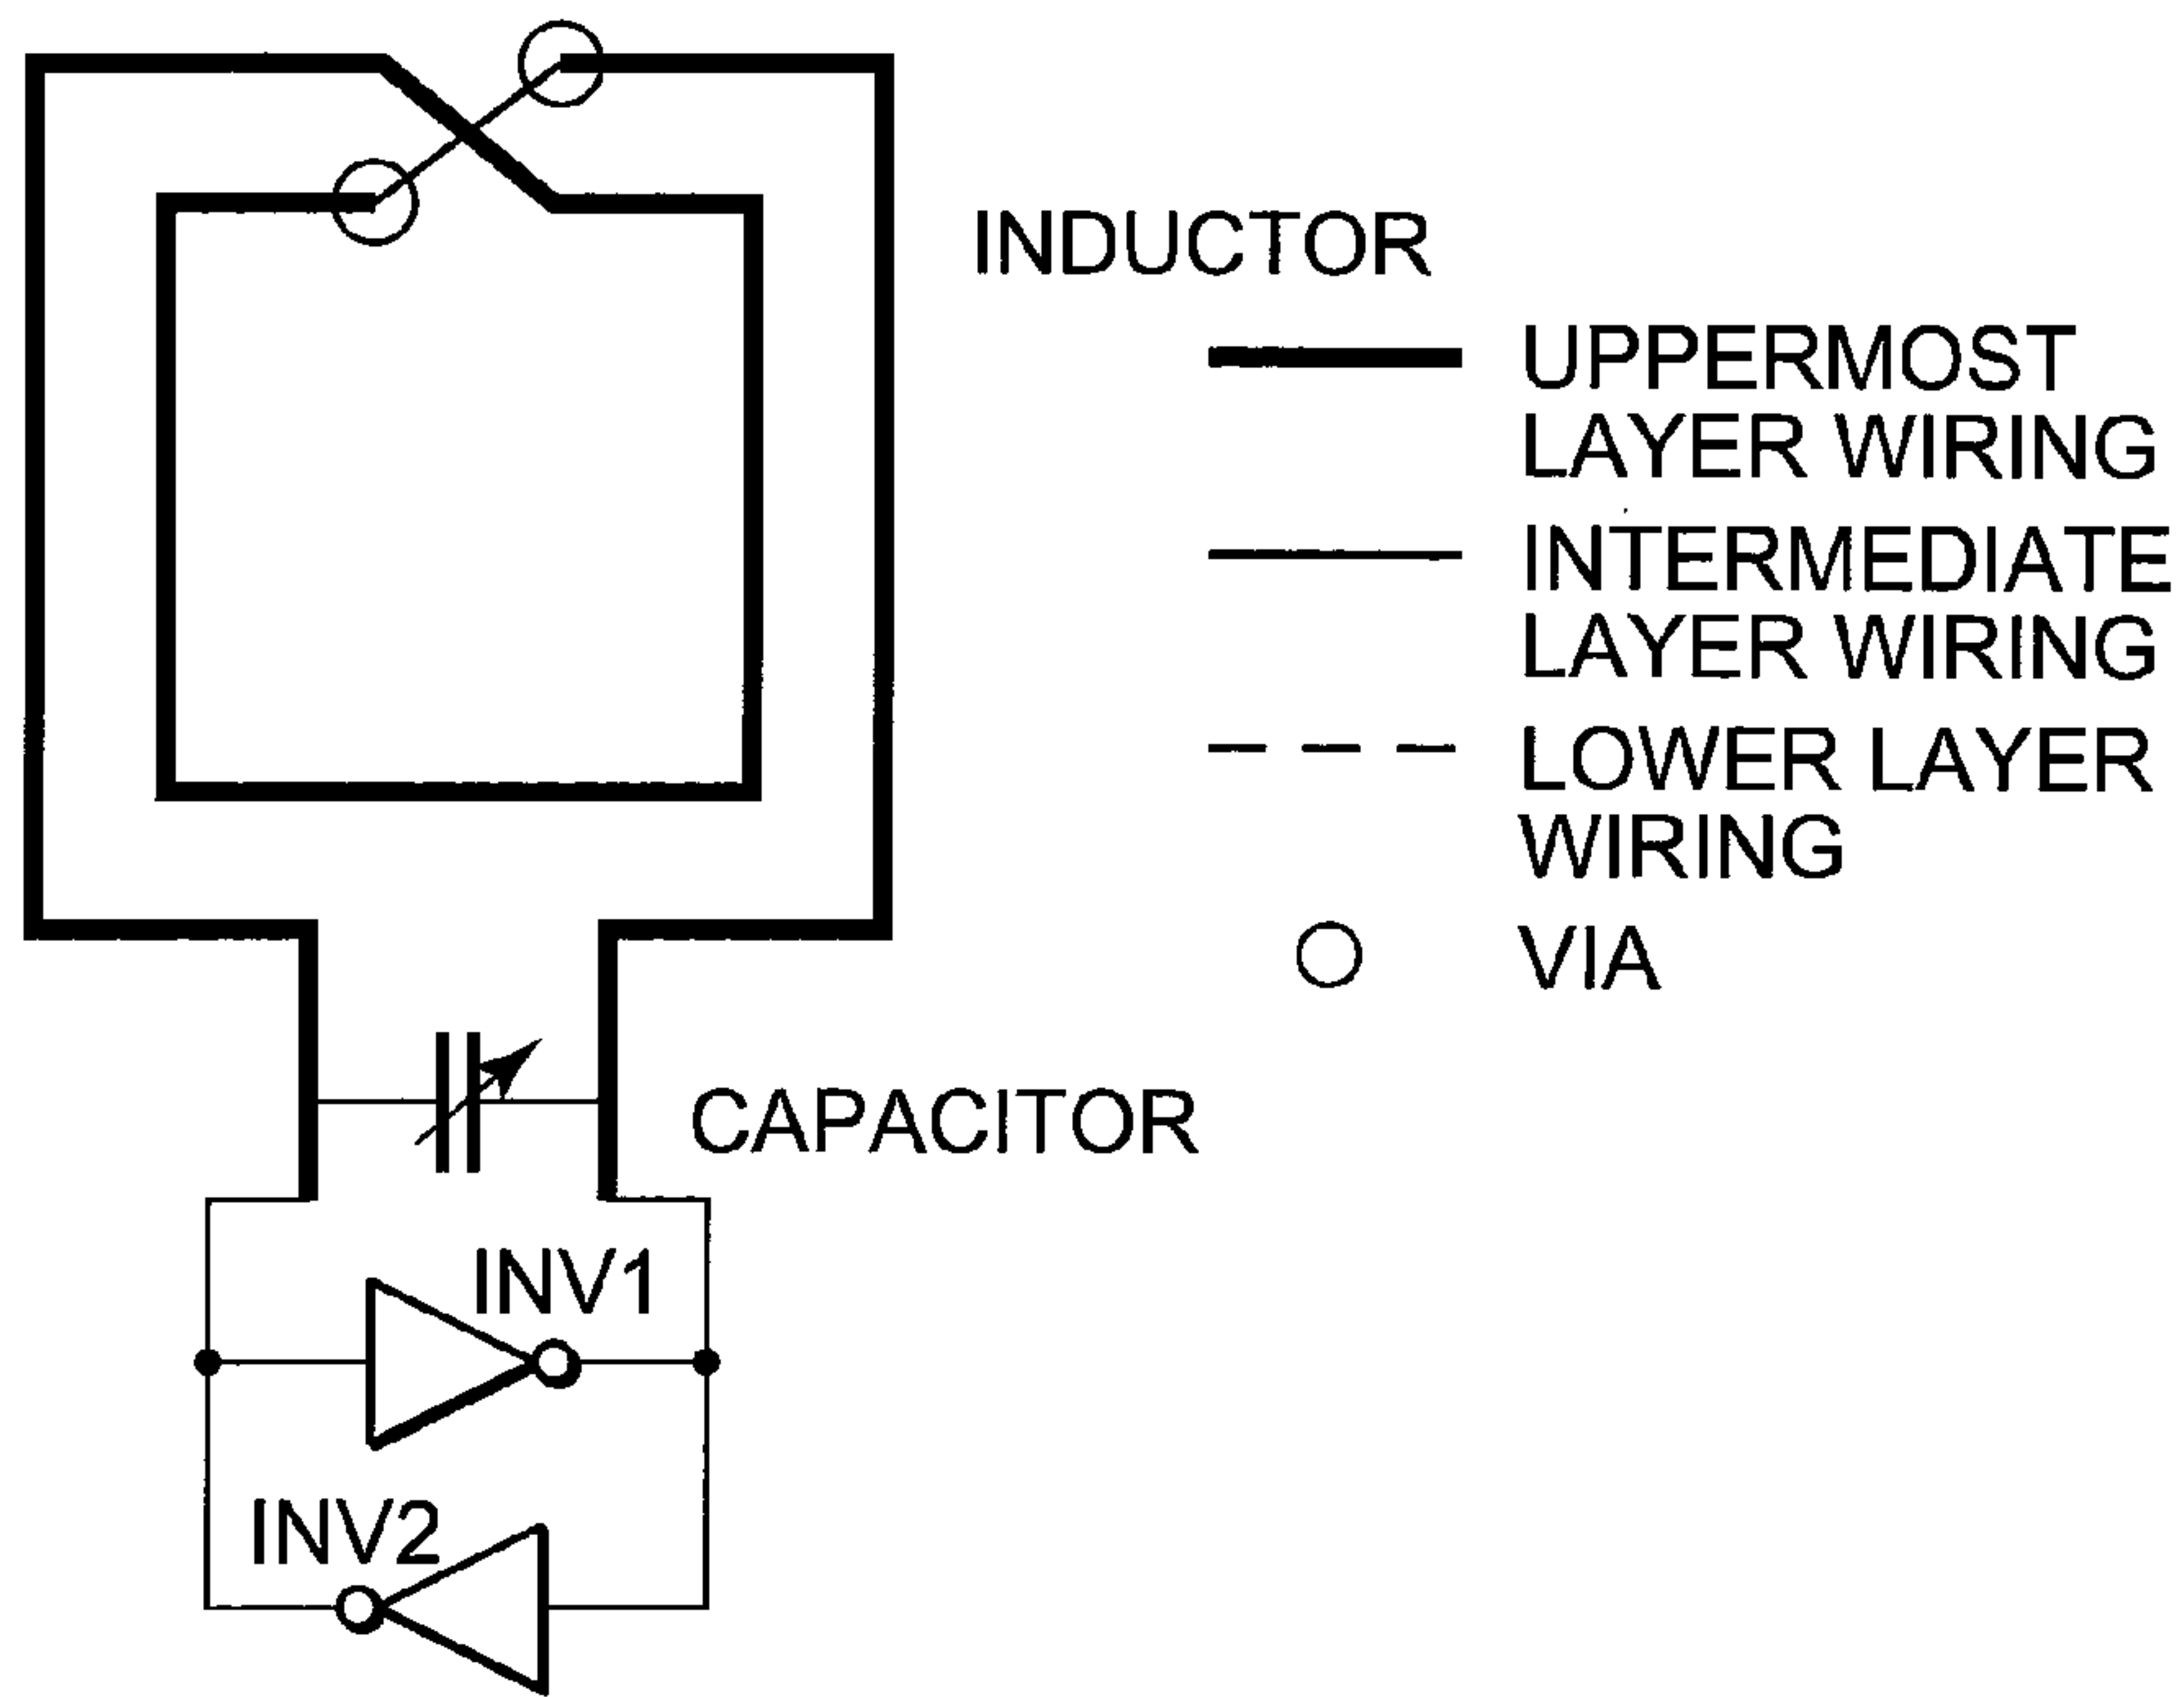 INDUCTOR
UPPERMOST
LAYER WIRING
INTERMEDIATE
LAYER WIRING
LOWER LAYER
WIRING
VIA
CAPACITOR
INV1
INV2